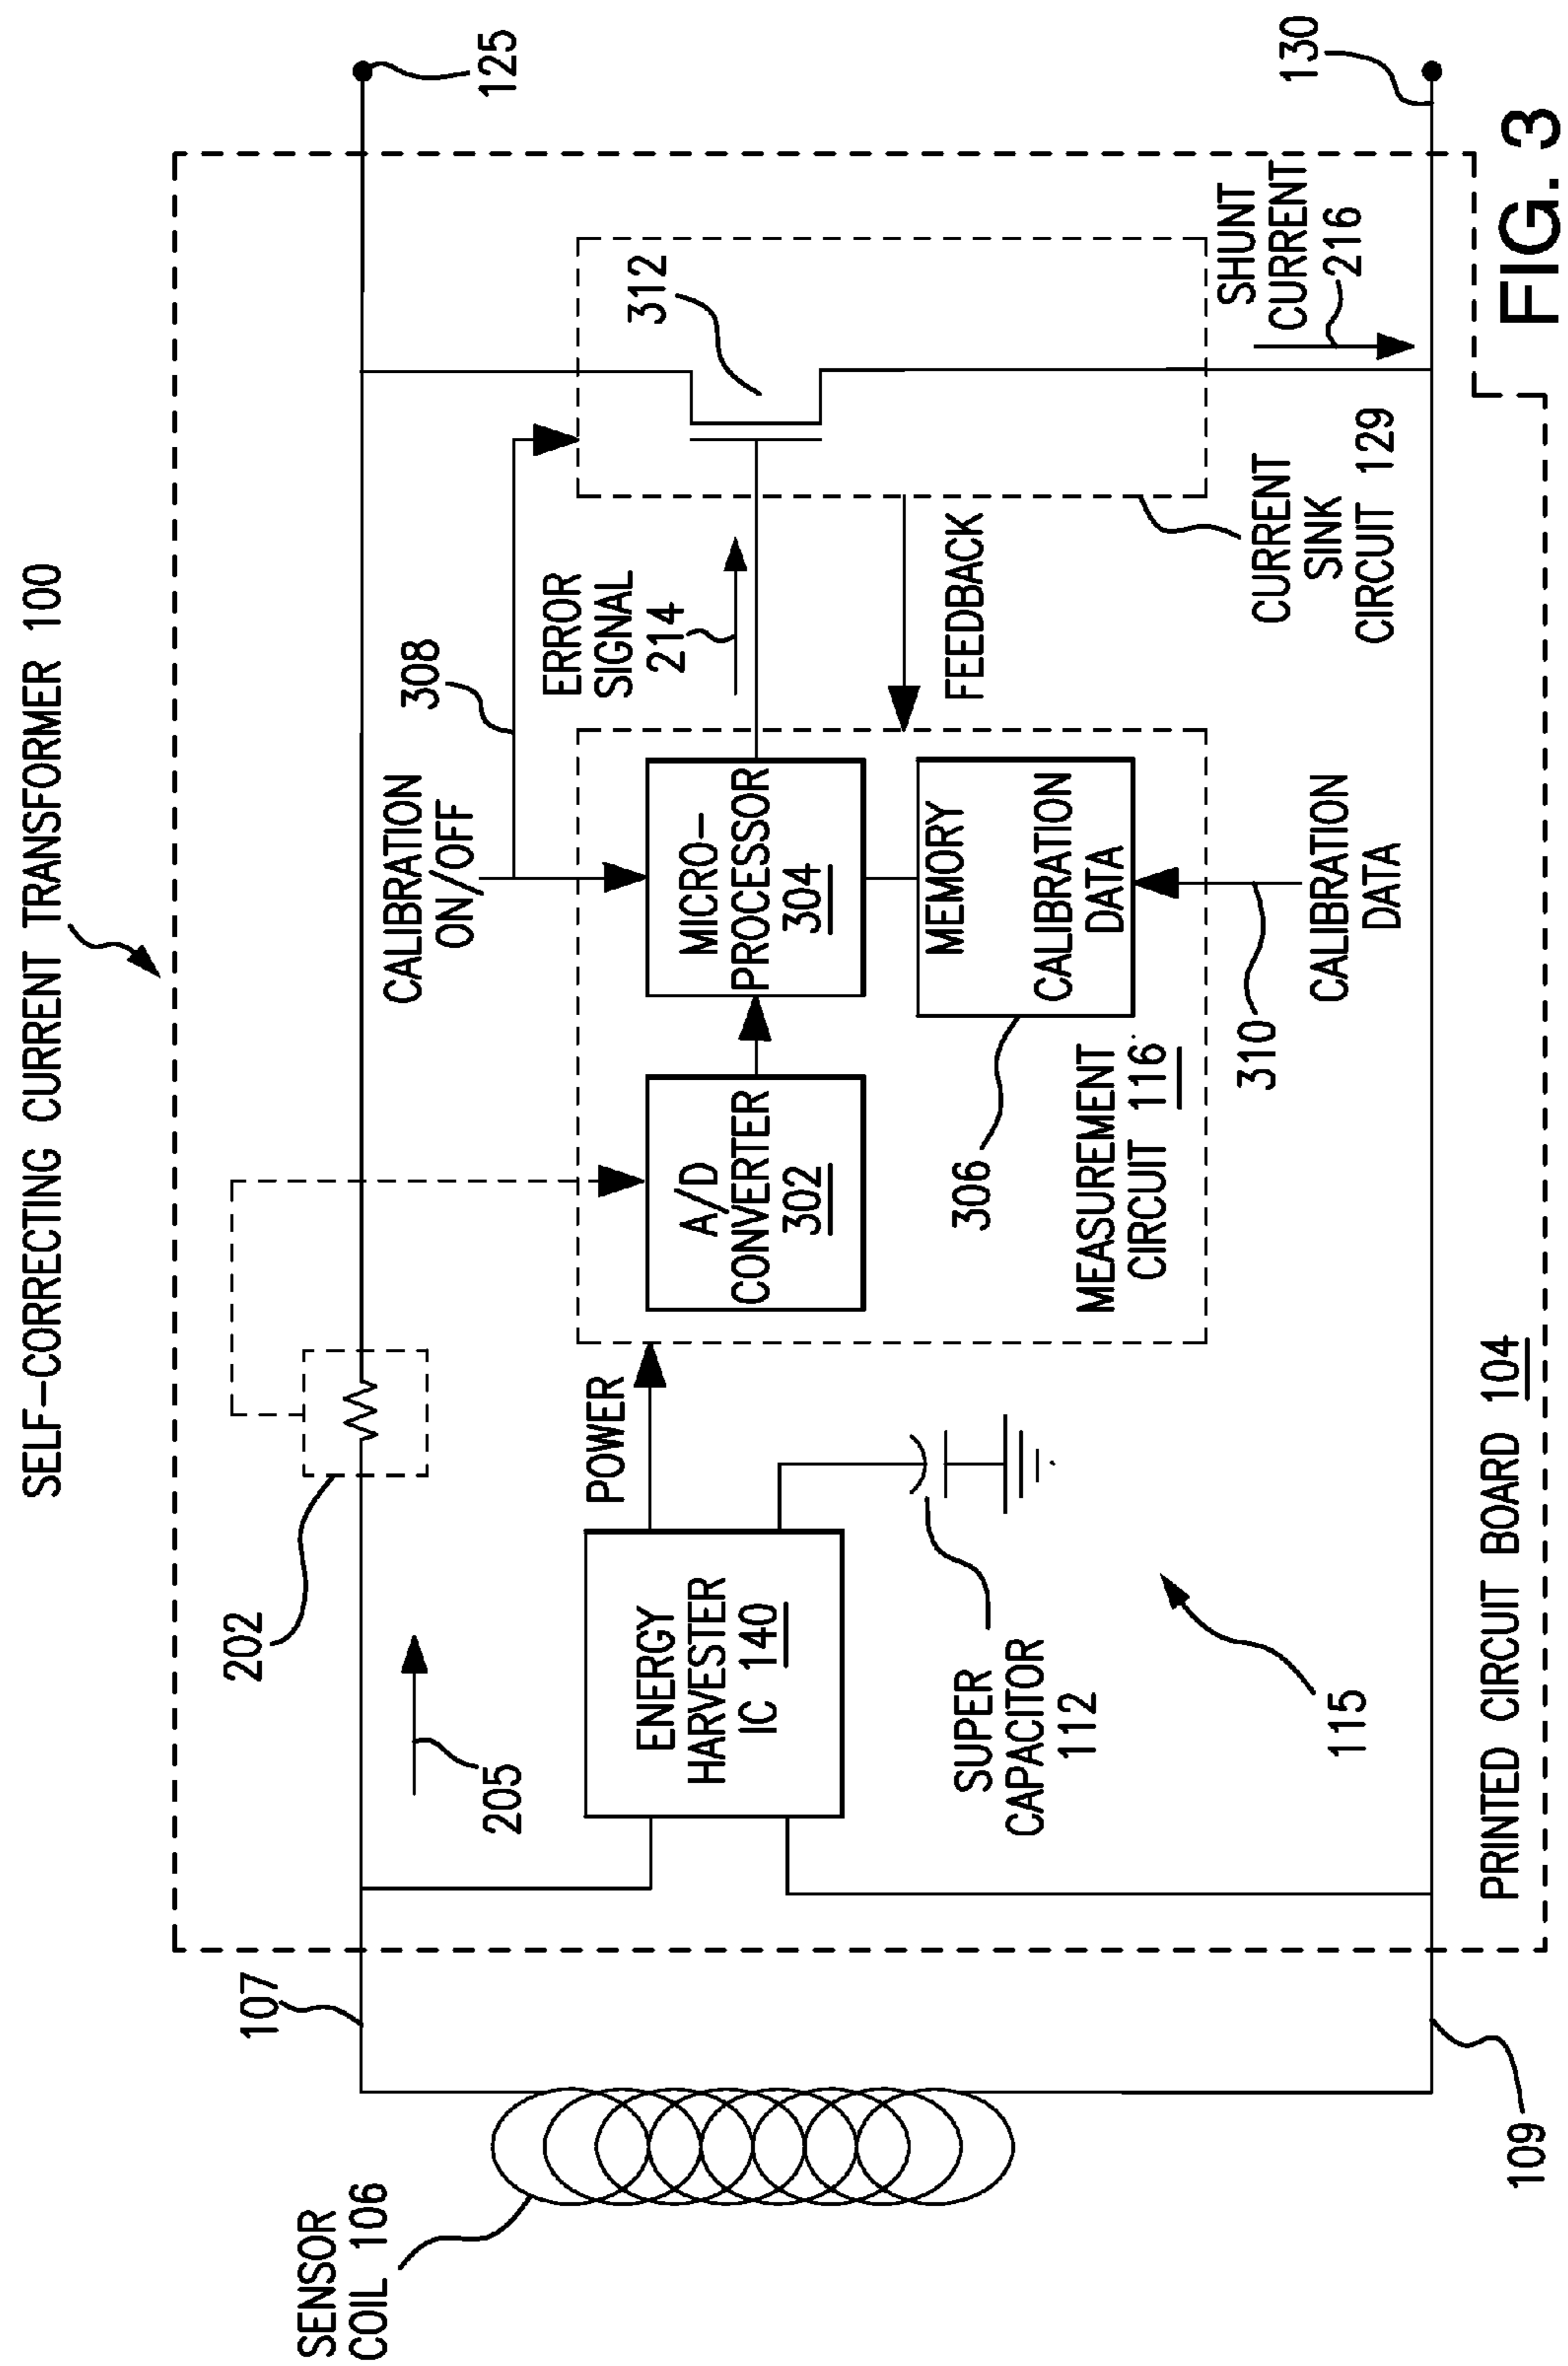 SELF-CORRECTING CURRENT TRANSFORMER 100
SENSOR
COIL 106
107
109
202
205
ENERGY
HARVESTER
IC 140
POWER
SUPER
CAPACITOR
112
115
PRINTED CIRCUIT BOARD 104
CALIBRATION
ON/OFF
308
A/D
CONVERTER
302
MICRO-
PROCESSOR
304
MEMORY
CALIBRATION
DATA
306
MEASUREMENT
CIRCUIT 116
310
CALIBRATION
DATA
ERROR
SIGNAL
214
FEEDBACK
312
CURRENT
SINK
CIRCUIT 129
SHUNT
CURRENT
216
125
130
FIG. 3